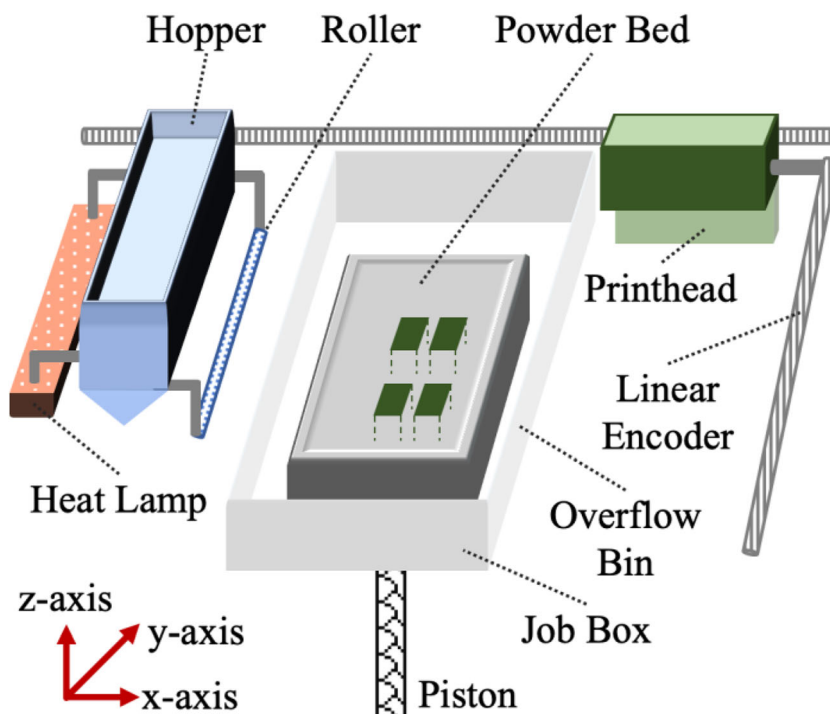 Hopper
Roller
Powder Bed
Printhead
Linear
Encoder
Heat Lamp
Overflow
Bin
Job Box
z-axis
y-axis
x-axis
Piston